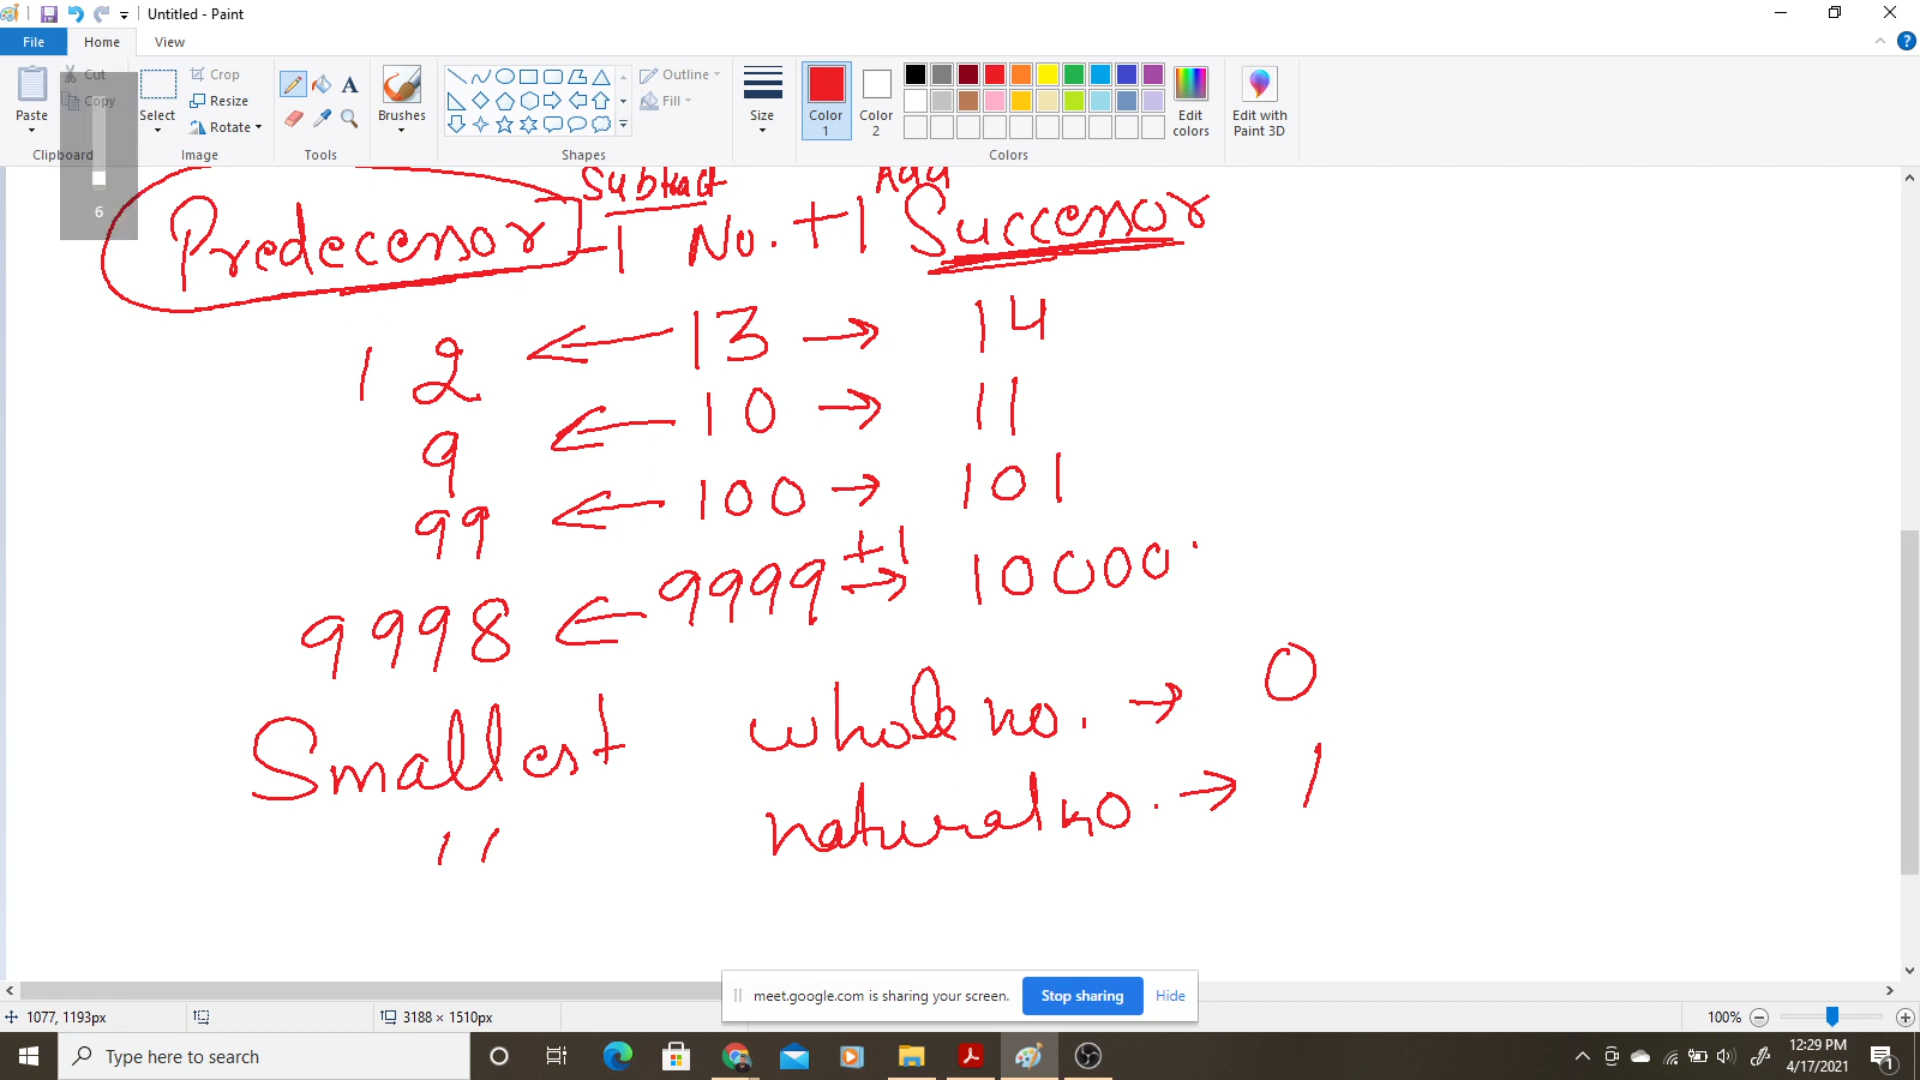 Untitled - Paint
File Home View
Cut
Copy
Paste
Clipboard
Select
Crop
Resize
Rotate
Image
A
Tools
Brushes
Shapes
Outline
Fill
Size
Color 1
Color 2
Colors
Edit colors
Edit with Paint 3D
?
6
Subtract Add
Predecessor -1 No. +1 Successor
12 ← 13 → 14
9 ← 10 → 11
99 ← 100 → 101
9998 ← 9999 +1 → 10000.
Smallest whole no. → 0
" natural no. → 1
meet.google.com is sharing your screen. Stop sharing Hide
1077, 1193px 3188 × 1510px 100%
Type here to search
12:29 PM
4/17/2021
1